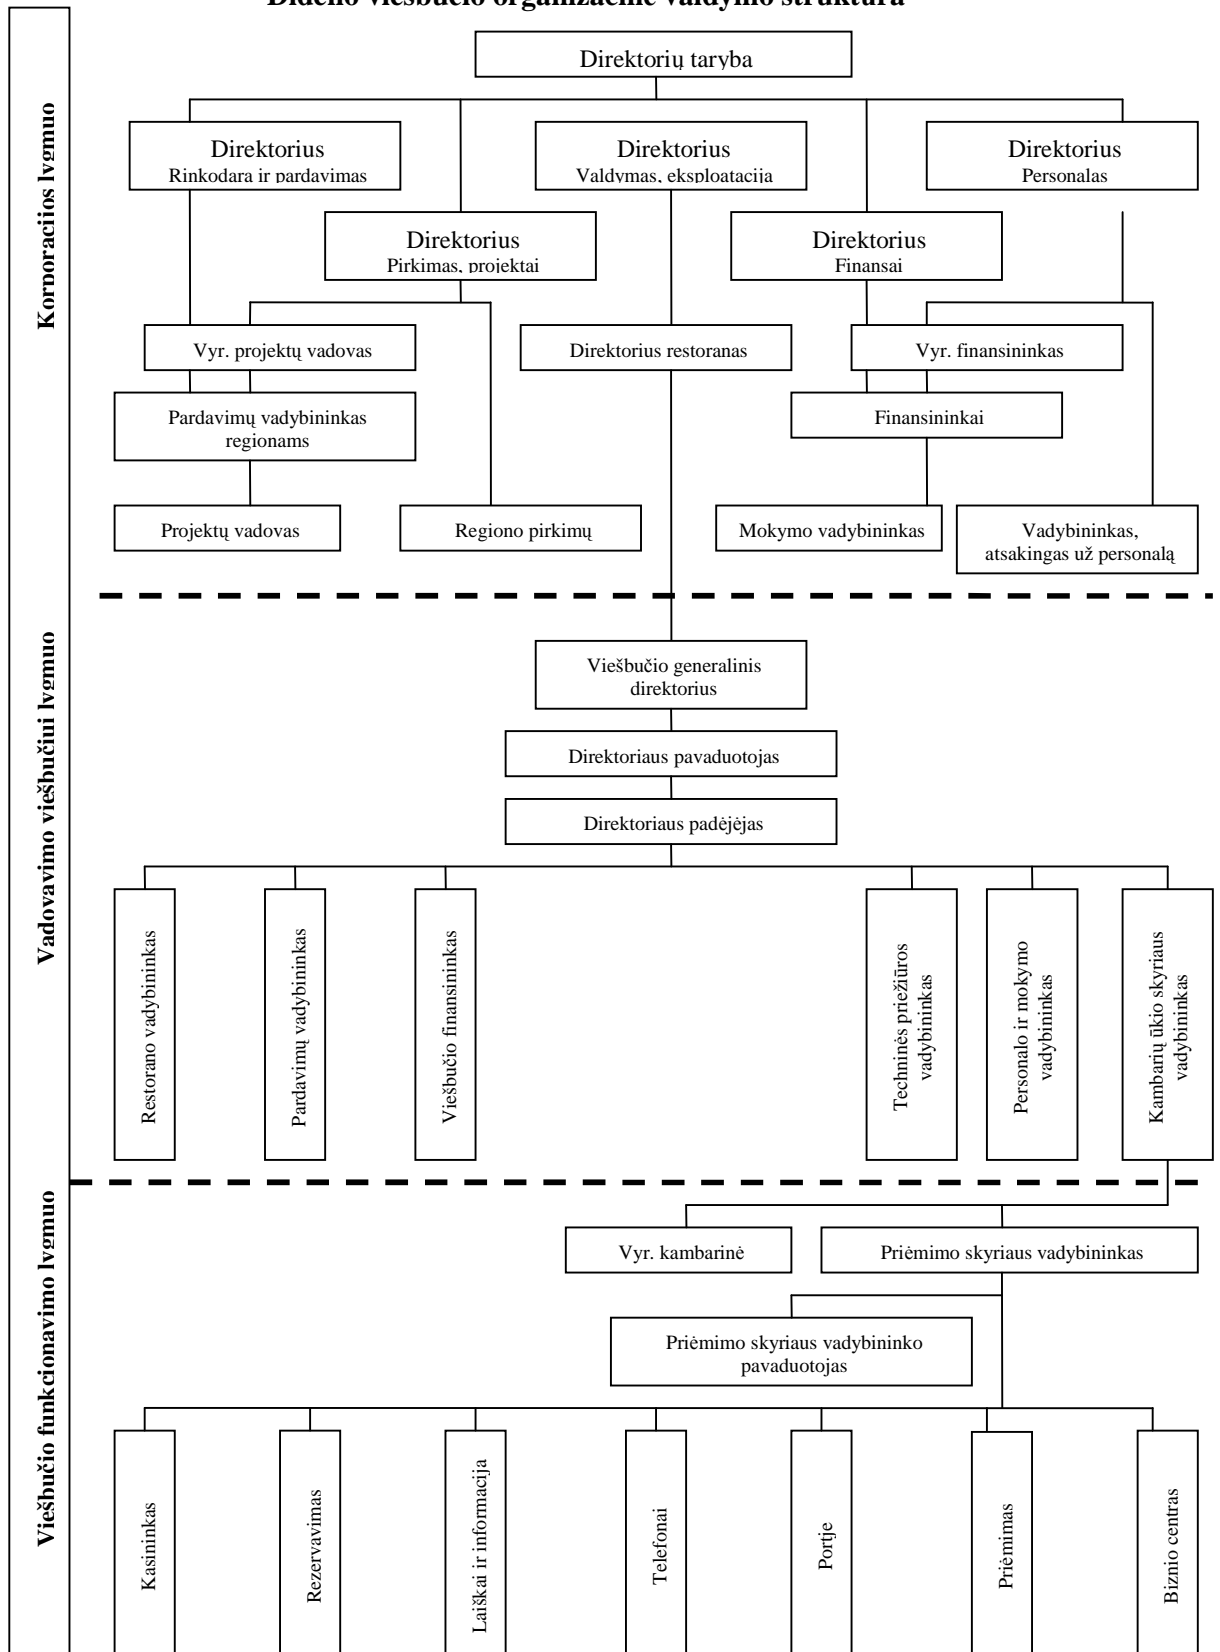 Didelio viešbučio organizacinė valdymo struktūra
Korporacijos lygmuo
Direktorių taryba
Direktorius
Rinkodara ir pardavimas
Direktorius
Valdymas, eksploatacija
Direktorius
Personalas
Direktorius
Pirkimas, projektai
Direktorius
Finansai
Vyr. projektų vadovas
Direktorius restoranas
Vyr. finansininkas
Pardavimų vadybininkas
regionams
Finansininkai
Projektų vadovas
Regiono pirkimų
Mokymo vadybininkas
Vadybininkas,
atsakingas už personalą
Vadovavimo viešbučiui lygmuo
Viešbučio generalinis
direktorius
Direktoriaus pavaduotojas
Direktoriaus padėjėjas
Restorano vadybininkas
Pardavimų vadybininkas
Viešbučio finansininkas
Techninės priežiūros
vadybininkas
Personalo ir mokymo
vadybininkas
Kambarių ūkio skyriaus
vadybininkas
Viešbučio funkcionavimo lygmuo
Vyr. kambarinė
Priėmimo skyriaus vadybininkas
Priėmimo skyriaus vadybininko
pavaduotojas
Kasininkas
Rezervavimas
Laiškai ir informacija
Telefonai
Portje
Priėmimas
Biznio centras